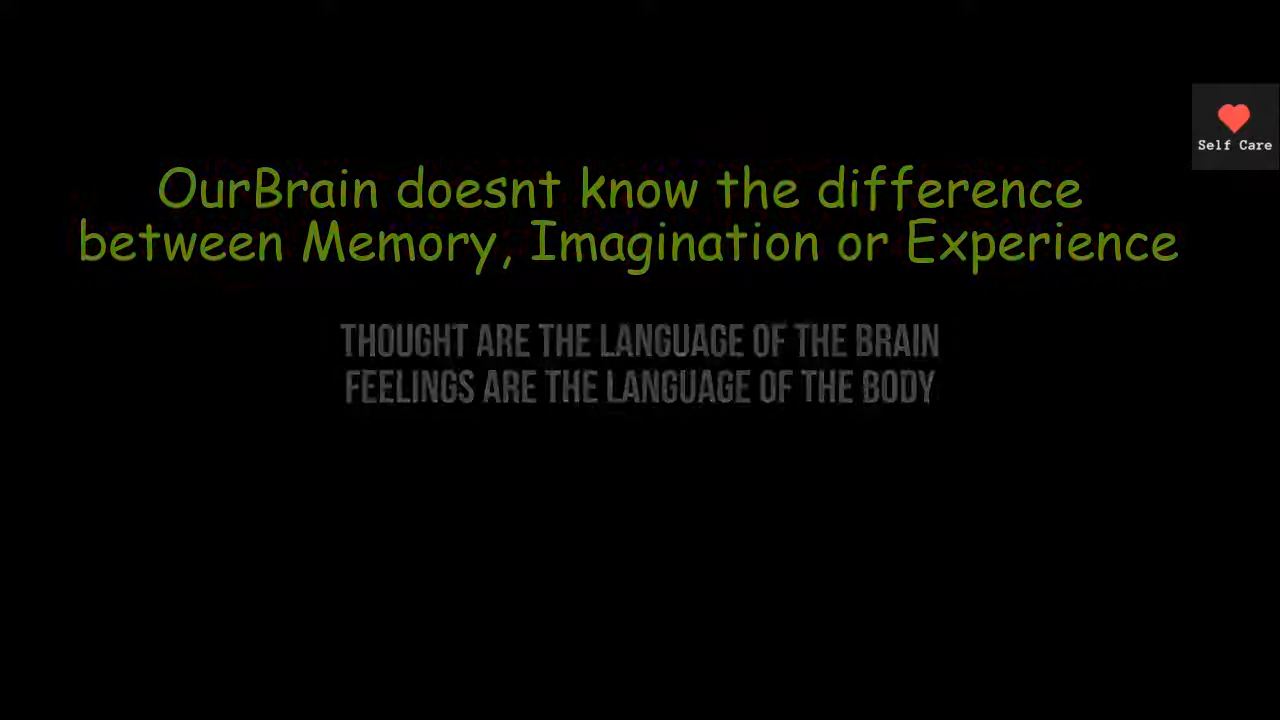 Self Care
OurBrain doesnt know the difference
between Memory, Imagination or Experience
THOUGHT ARE THE LANGUAGE OF THE BRAIN
FEELINGS ARE THE LANGUAGE OF THE BODY